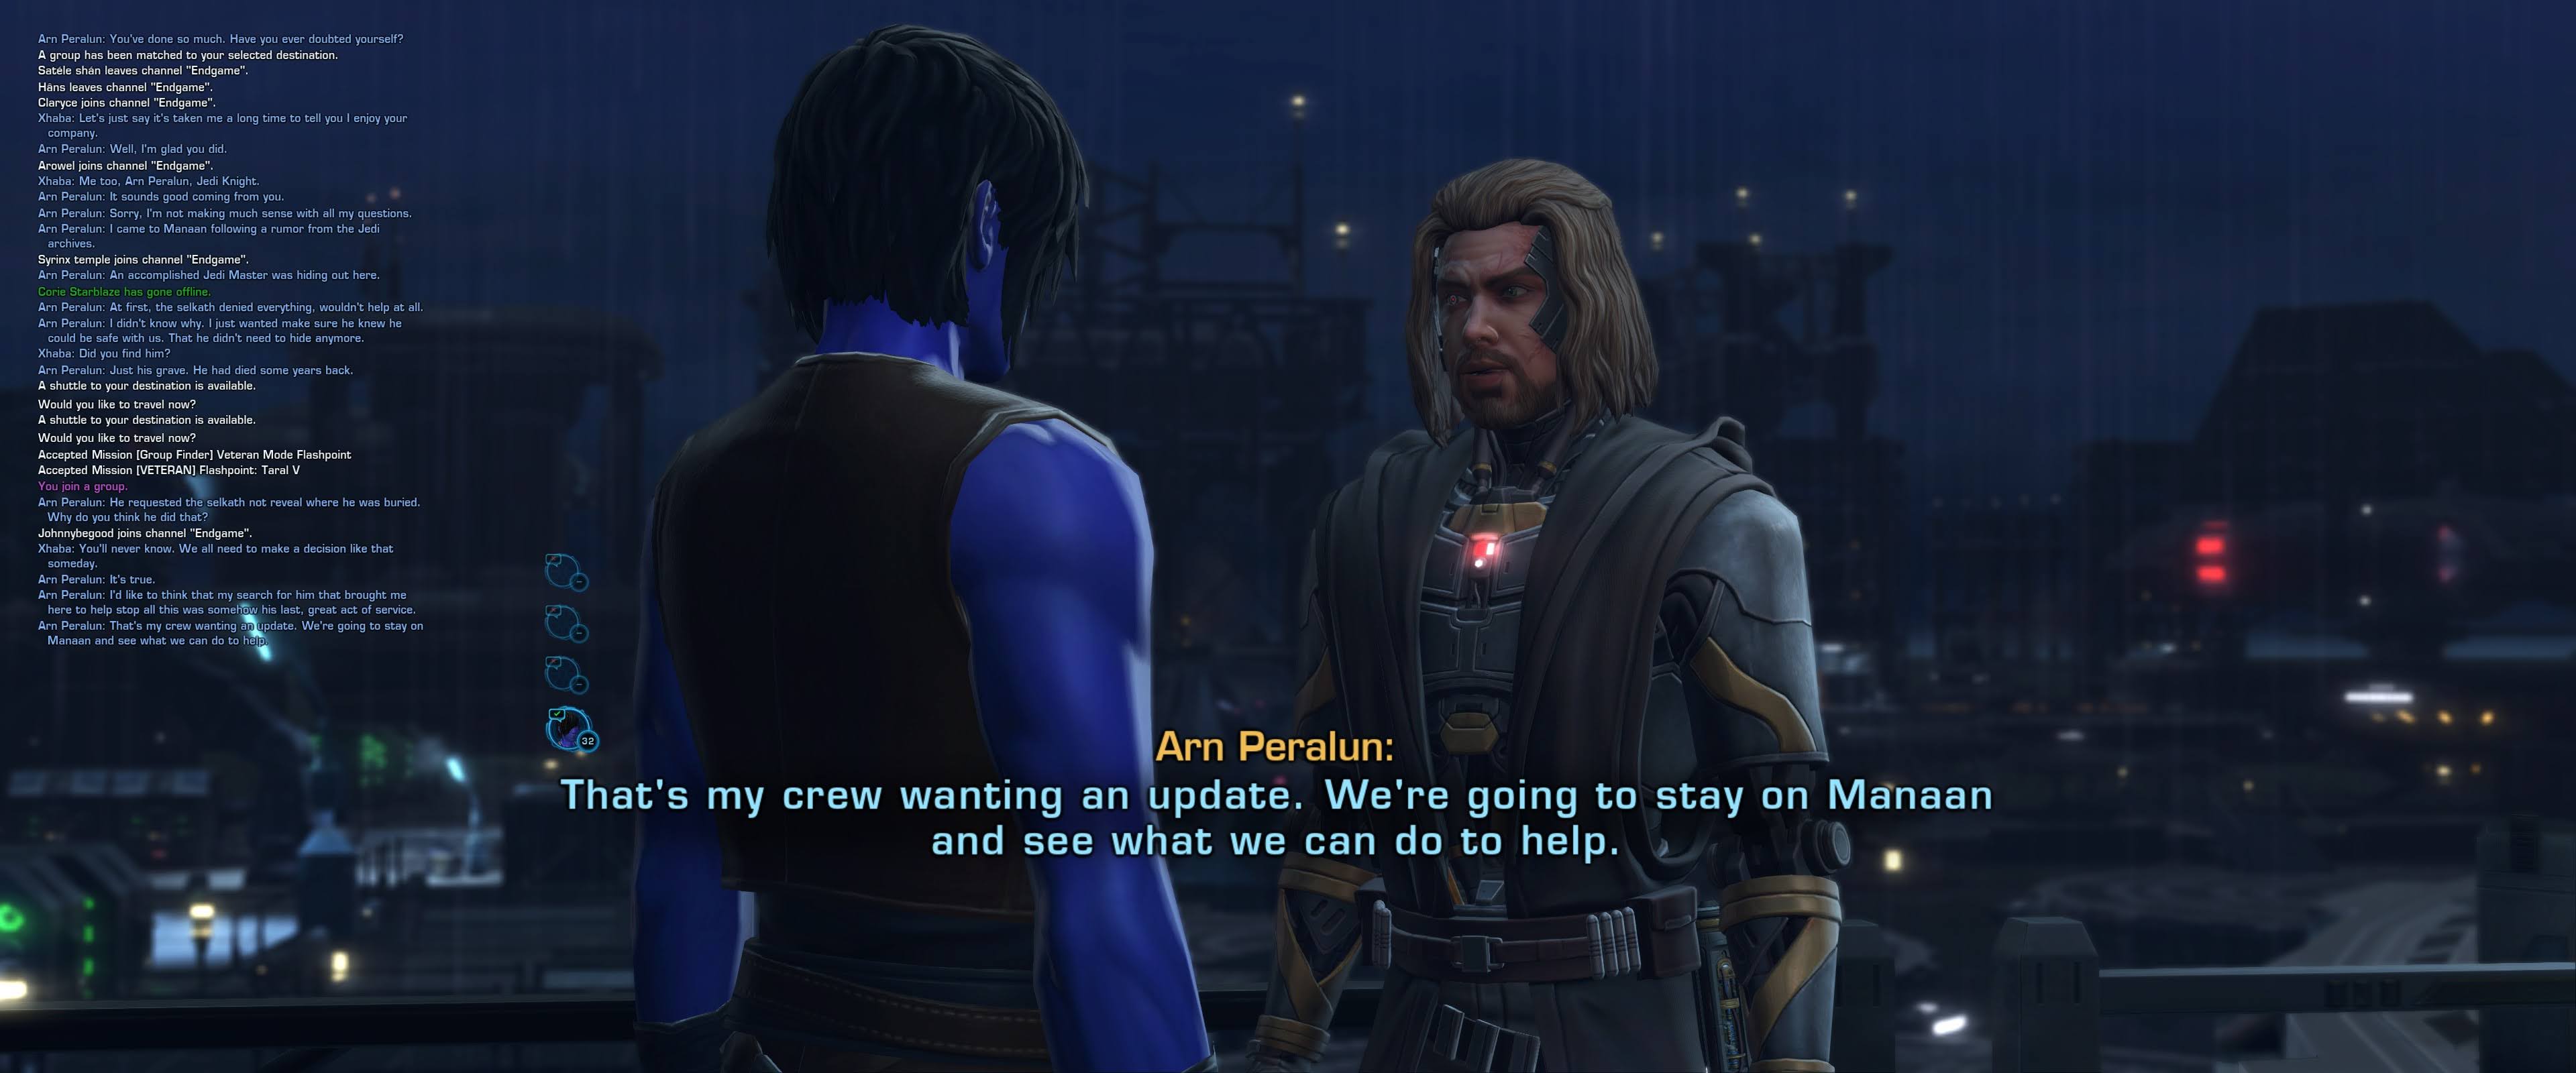 Arn Peralun: You've done so much. Have you ever doubted yourself?
A group has been matched to your selected destination.
Satéle shán leaves channel "Endgame".
Hâns leaves channel "Endgame".
Claryce joins channel "Endgame".
Xhaba: Let's just say it's taken me a long time to tell you I enjoy your
company.
Arn Peralun: Well, I'm glad you did.
Arowel joins channel "Endgame".
Xhaba: Me too, Arn Peralun, Jedi Knight.
Arn Peralun: It sounds good coming from you.
Arn Peralun: Sorry, I'm not making much sense with all my questions.
Arn Peralun: I came to Manaan following a rumor from the Jedi
archives.
Syrinx temple joins channel "Endgame".
Arn Peralun: An accomplished Jedi Master was hiding out here.
Corie Starblaze has gone offline.
Arn Peralun: At first, the selkath denied everything, wouldn't help at all.
Arn Peralun: I didn't know why. I just wanted make sure he knew he
could be safe with us. That he didn't need to hide anymore.
Xhaba: Did you find him?
Arn Peralun: Just his grave. He had died some years back.
A shuttle to your destination is available.
Would you like to travel now?
A shuttle to your destination is available.
Would you like to travel now?
Accepted Mission [Group Finder] Veteran Mode Flashpoint
Accepted Mission [VETERAN] Flashpoint: Taral V
You join a group.
Arn Peralun: He requested the selkath not reveal where he was buried.
Why do you think he did that?
Johnnybegood joins channel "Endgame".
Xhaba: You'll never know. We all need to make a decision like that
someday.
Arn Peralun: It's true.
Arn Peralun: I'd like to think that my search for him that brought me
here to help stop all this was somehow his last, great act of service.
Arn Peralun: That's my crew wanting an update. We're going to stay on
Manaan and see what we can do to help.
32
Arn Peralun:
That's my crew wanting an update. We're going to stay on Manaan
and see what we can do to help.